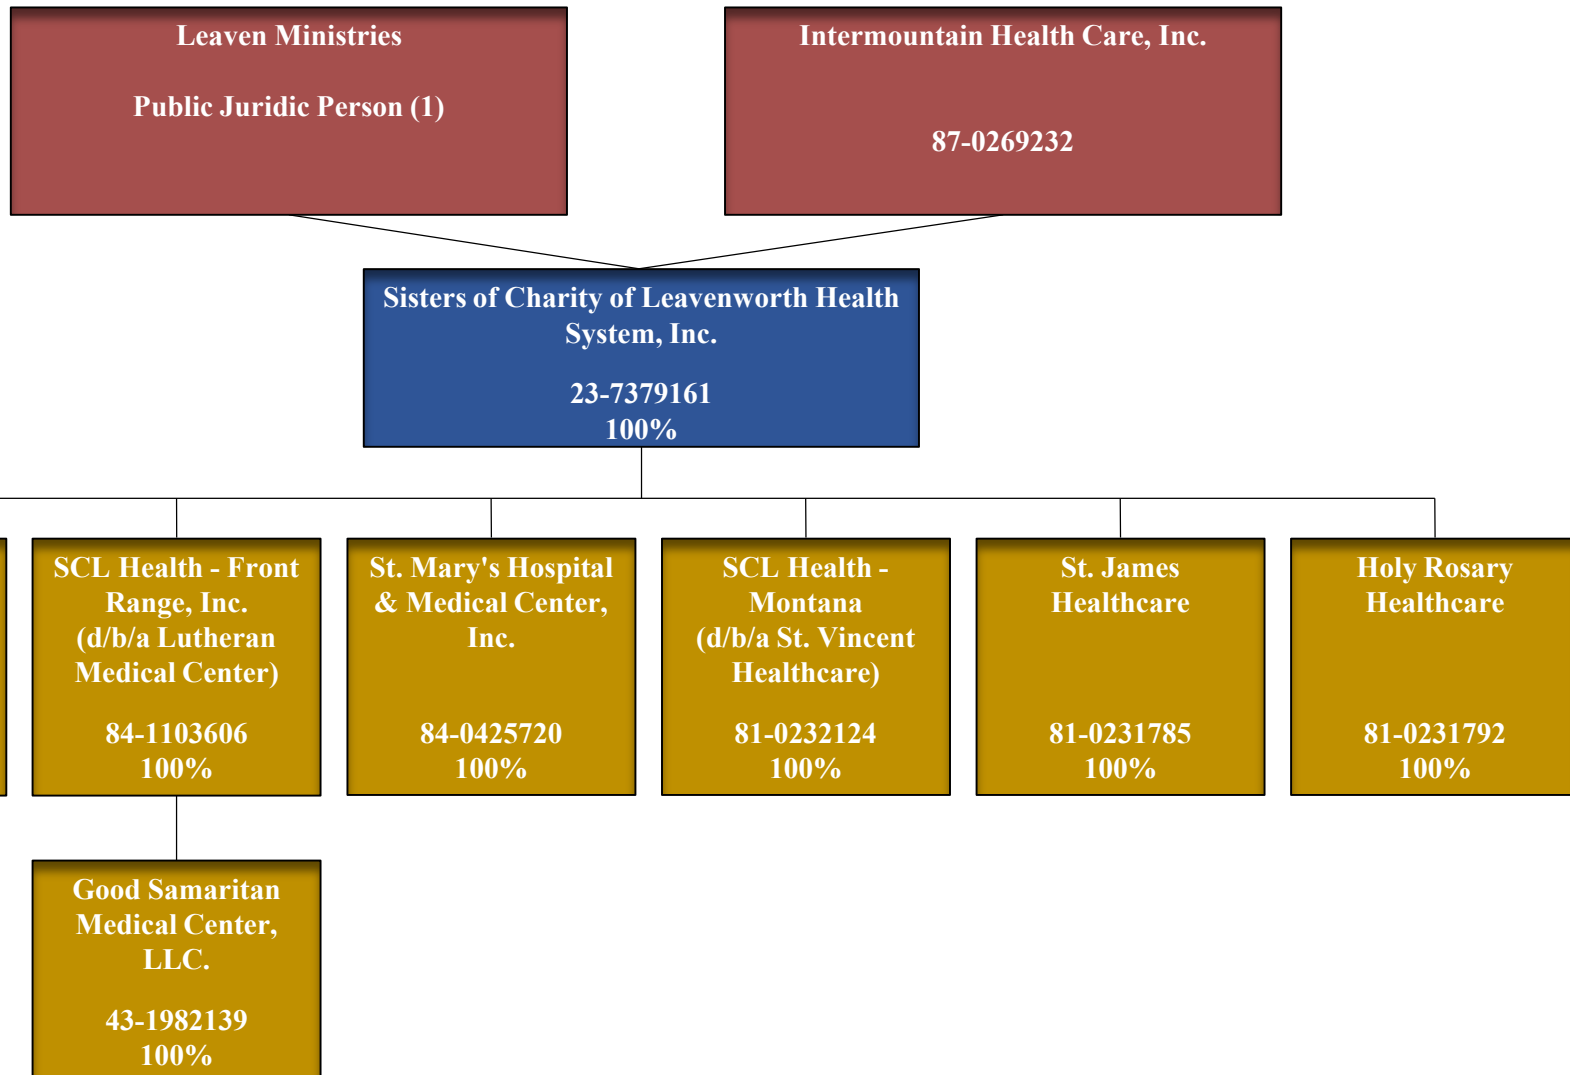 Leaven Ministries
Public Juridic Person (1)
Intermountain Health Care, Inc.
87-0269232
Sisters of Charity of Leavenworth Health
System, Inc.
23-7379161
100%
SCL Health - Front
Range, Inc.
(d/b/a Lutheran
Medical Center)
84-1103606
100%
St. Mary's Hospital
& Medical Center,
Inc.
84-0425720
100%
SCL Health -
Montana
(d/b/a St. Vincent
Healthcare)
81-0232124
100%
St. James
Healthcare
81-0231785
100%
Holy Rosary
Healthcare
81-0231792
100%
Good Samaritan
Medical Center,
LLC.
43-1982139
100%